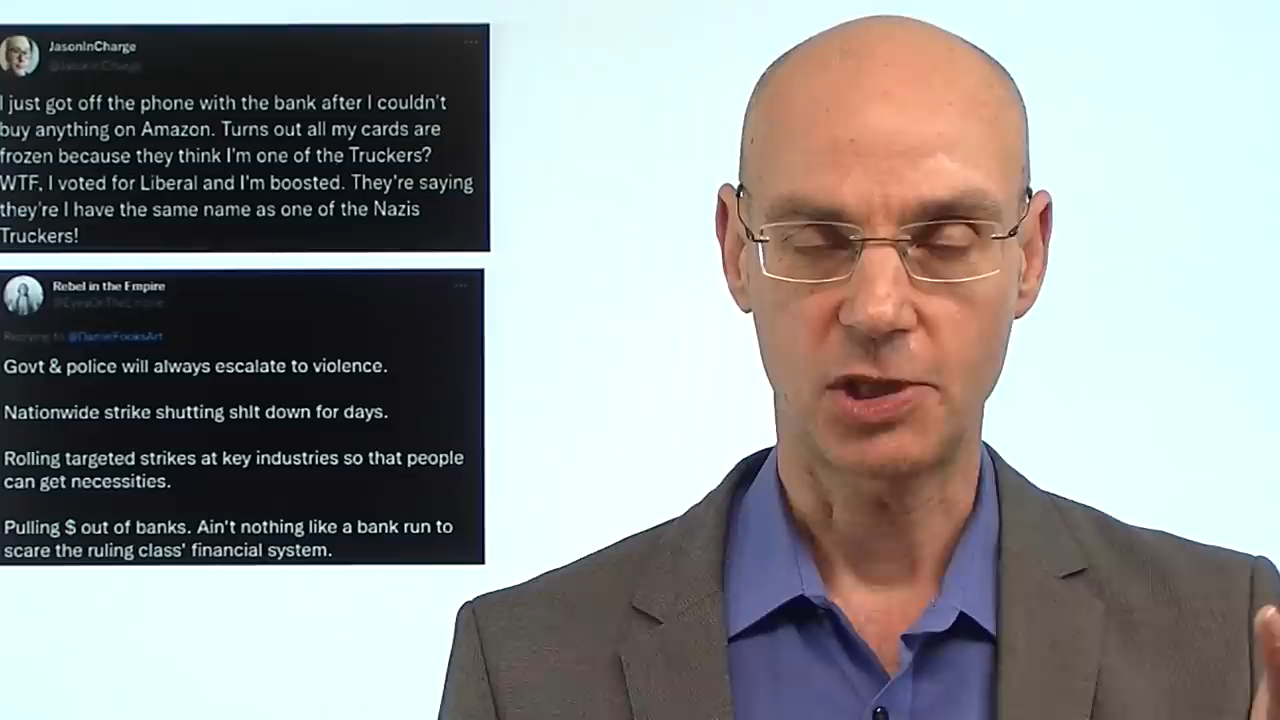 JasonInCharge
@JasonInCharge
I just got off the phone with the bank after I couldn't
buy anything on Amazon. Turns out all my cards are
frozen because they think I'm one of the Truckers?
WTF, I voted for Liberal and I'm boosted. They're saying
they're I have the same name as one of the Nazis
Truckers!
Rebel in the Empire
@EyesOnTheEmpire
Replying to @DanielFooksArt
Govt & police will always escalate to violence.
Nationwide strike shutting shIt down for days.
Rolling targeted strikes at key industries so that people
can get necessities.
Pulling $ out of banks. Ain't nothing like a bank run to
scare the ruling class' financial system.